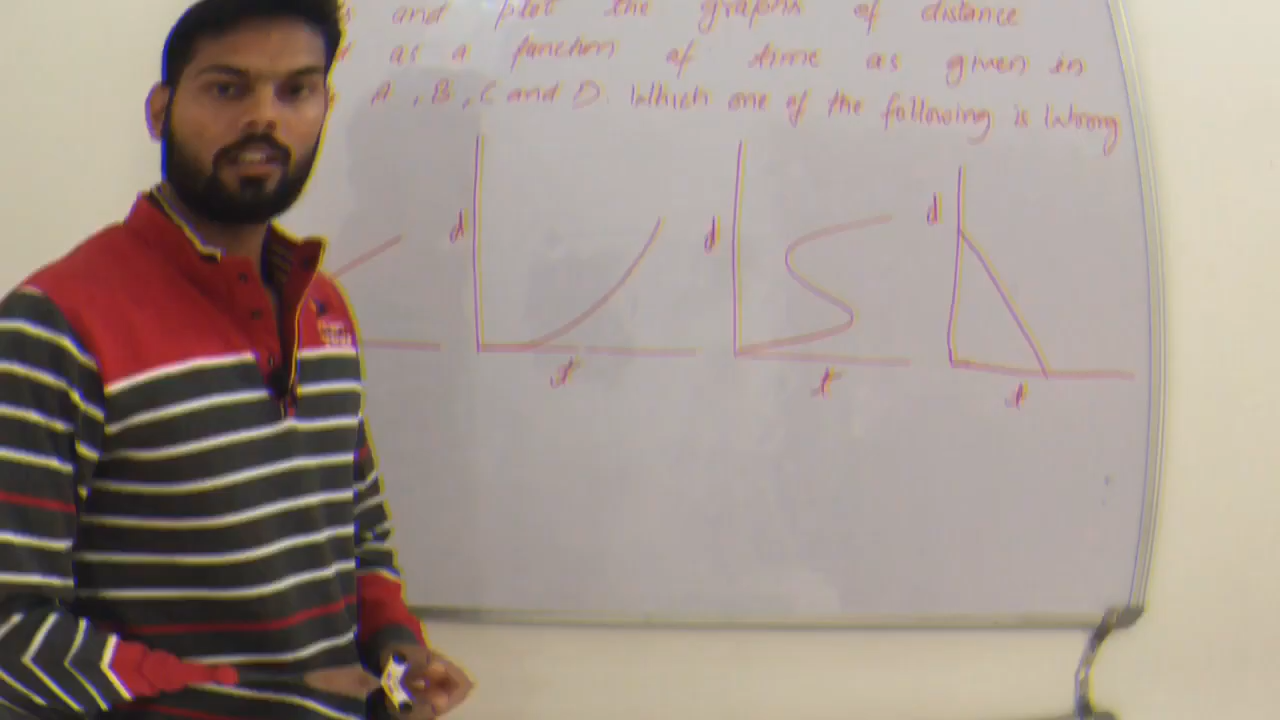 and plot the graphs of distance
as a function of time as given in
A, B, C and D. Which one of the following is Wrong
d
d
d
t
t
t